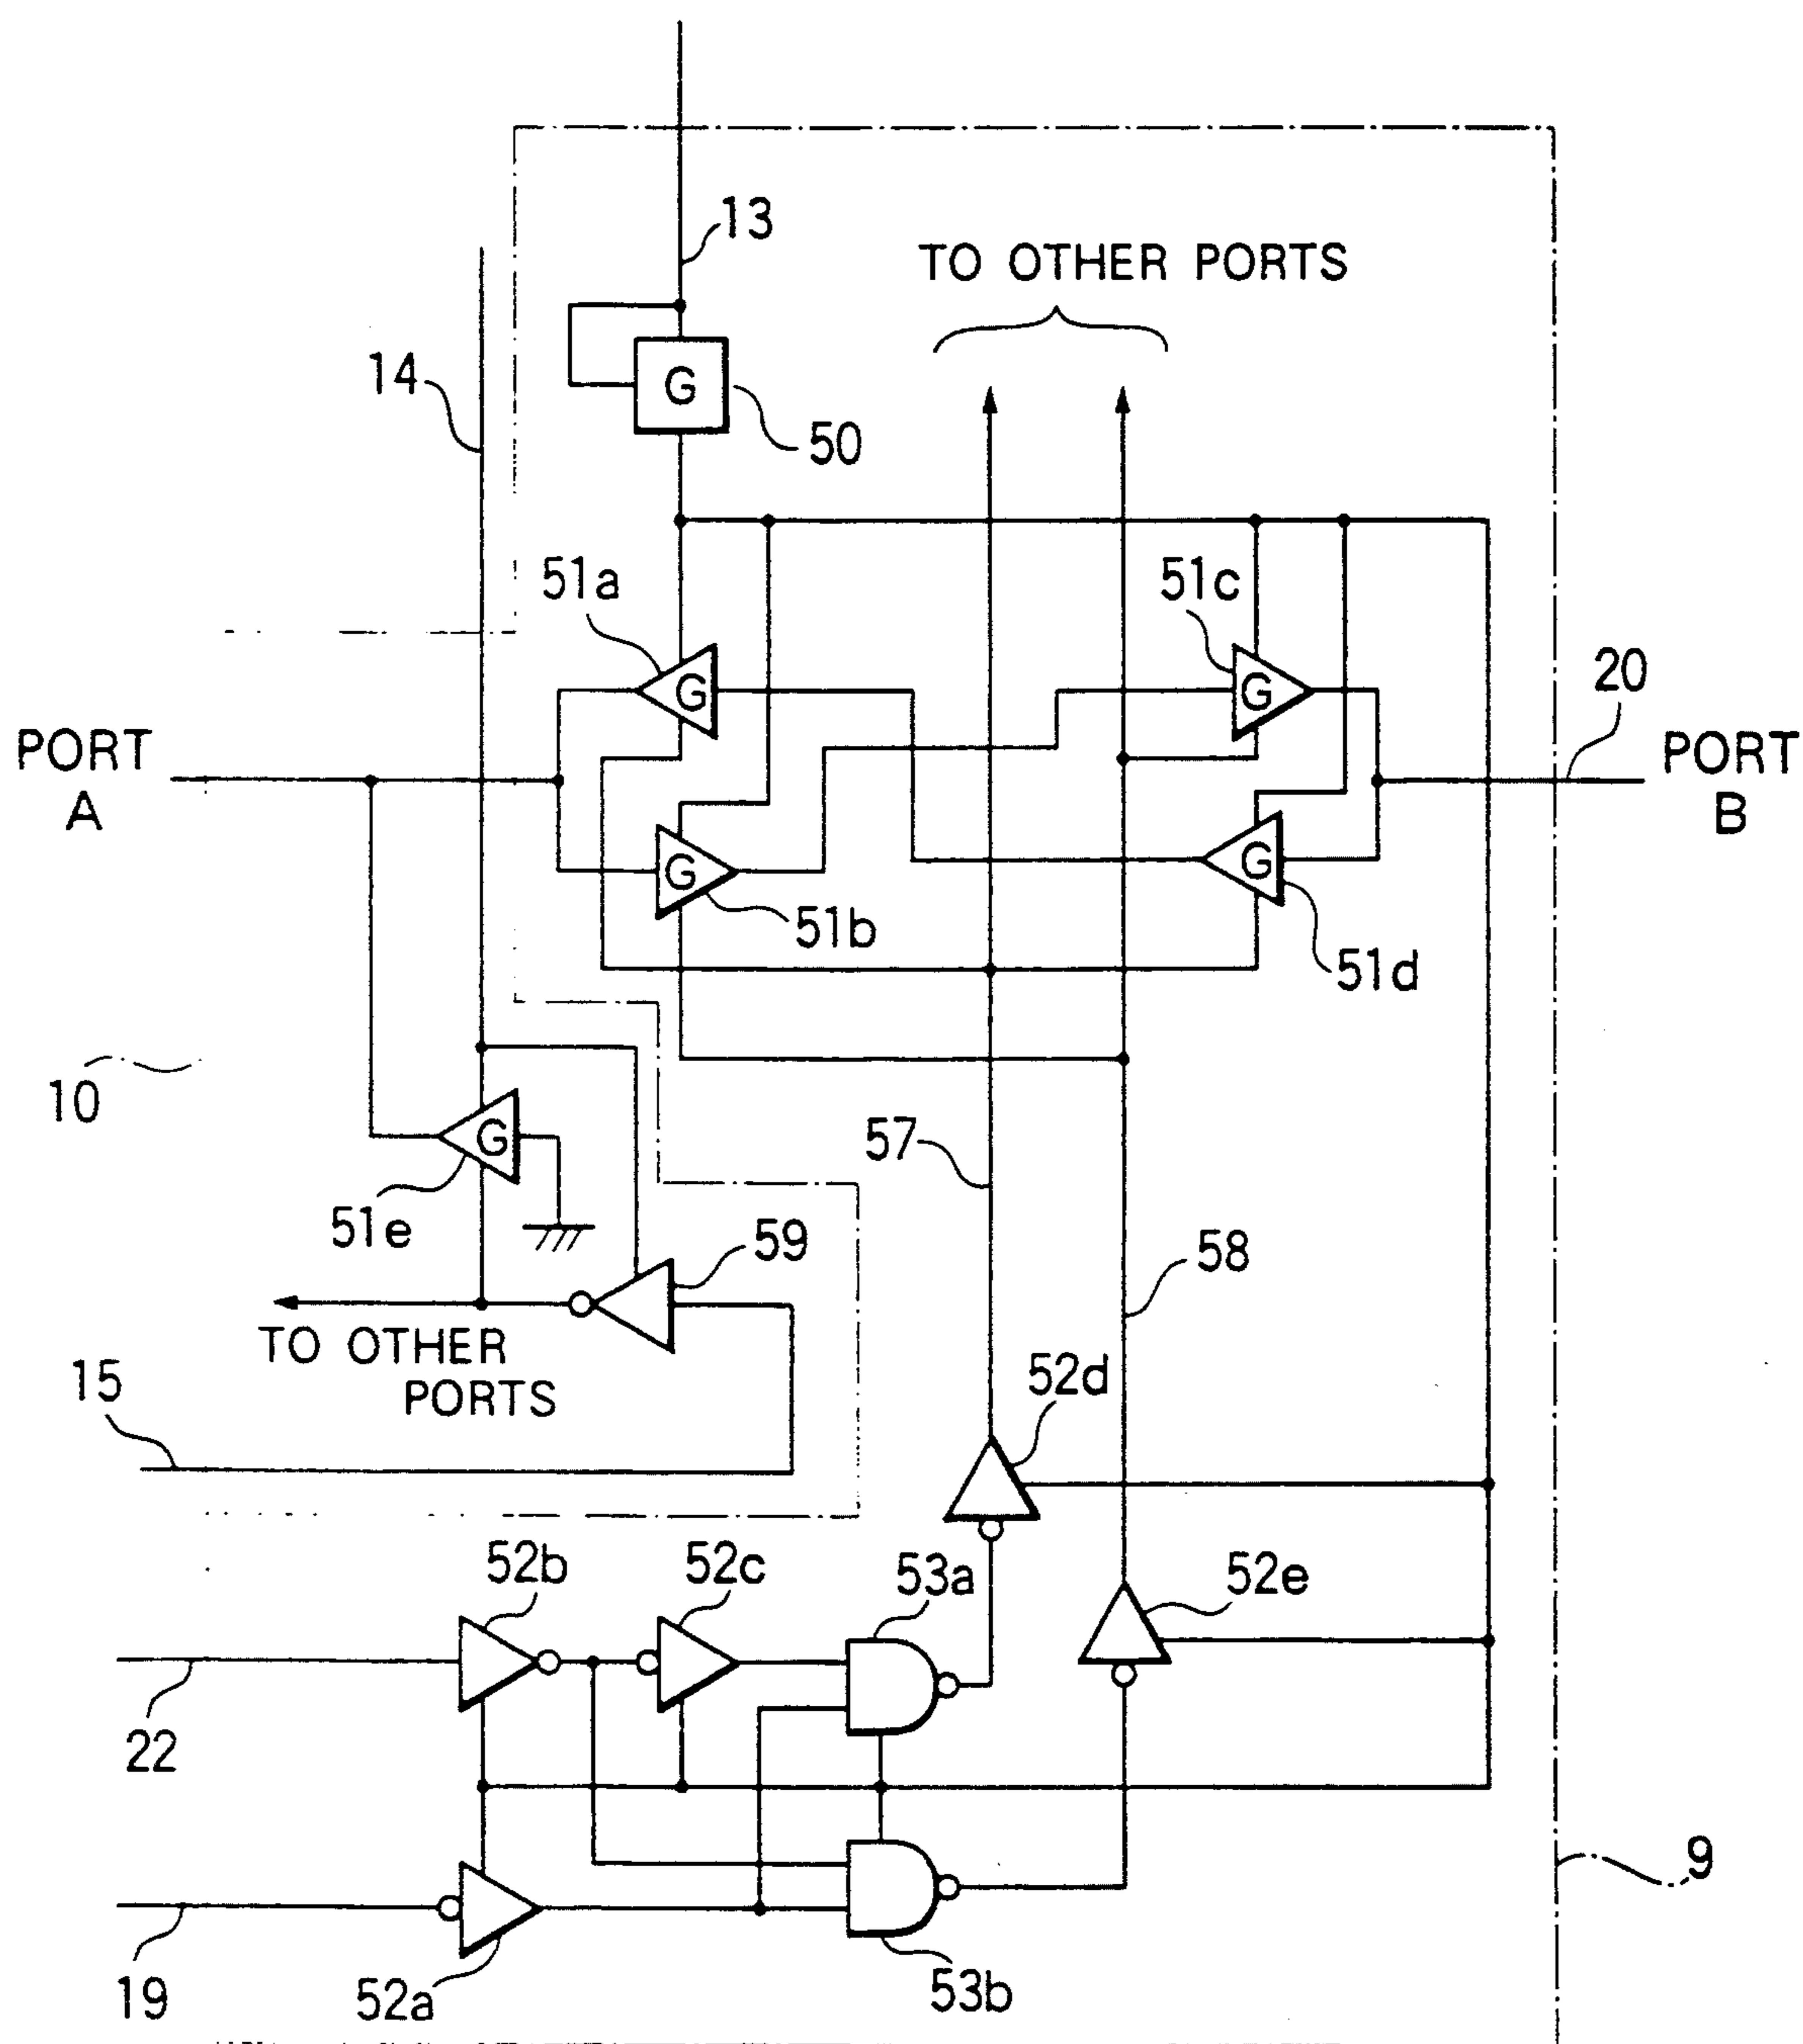 13
TO OTHER PORTS
14
G
50
51a
51c
20
G
G
PORT
A
PORT
B
G
G
51b
51d
10
G
57
51e
59
58
TO OTHER
PORTS
15
52d
52b
52c
53a
52e
22
9
19
52a
53b